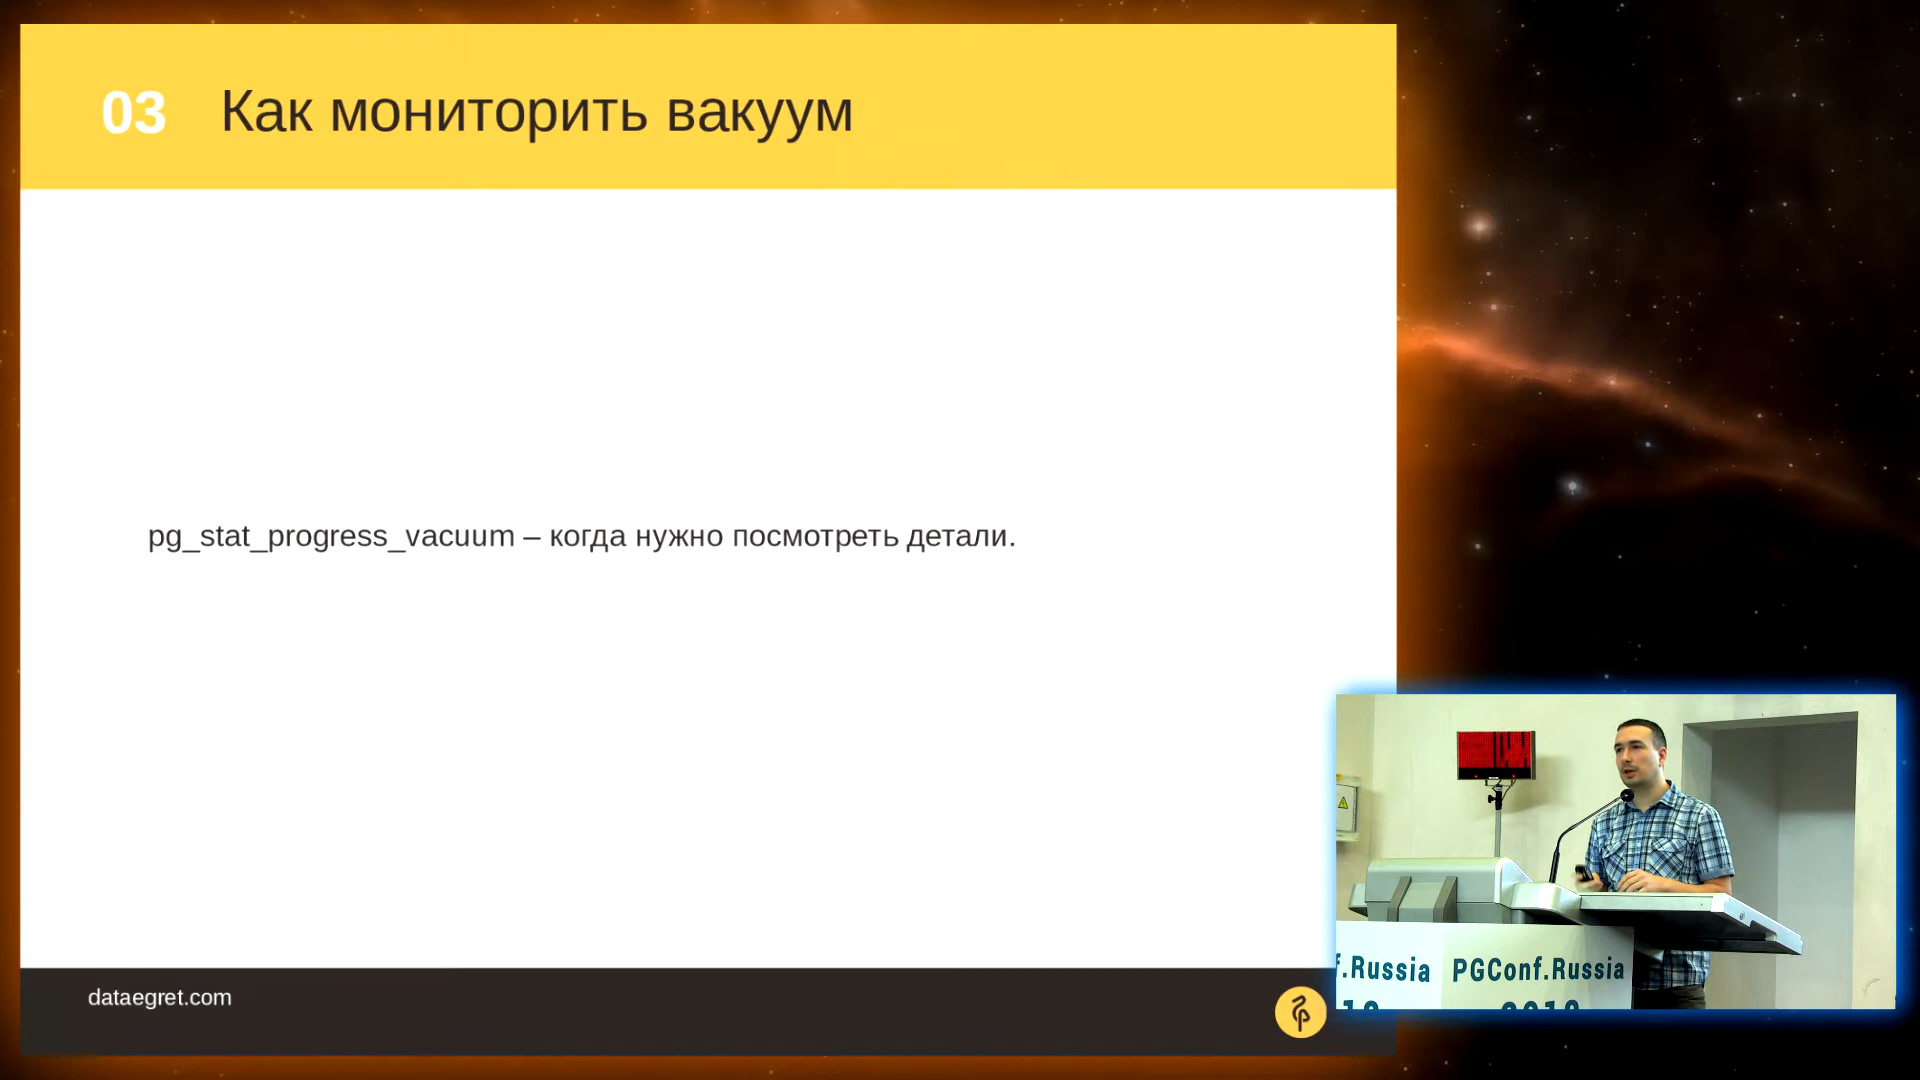 03 Как мониторить вакуум
pg_stat_progress_vacuum – когда нужно посмотреть детали.
dataegret.com
f.Russia PGConf.Russia